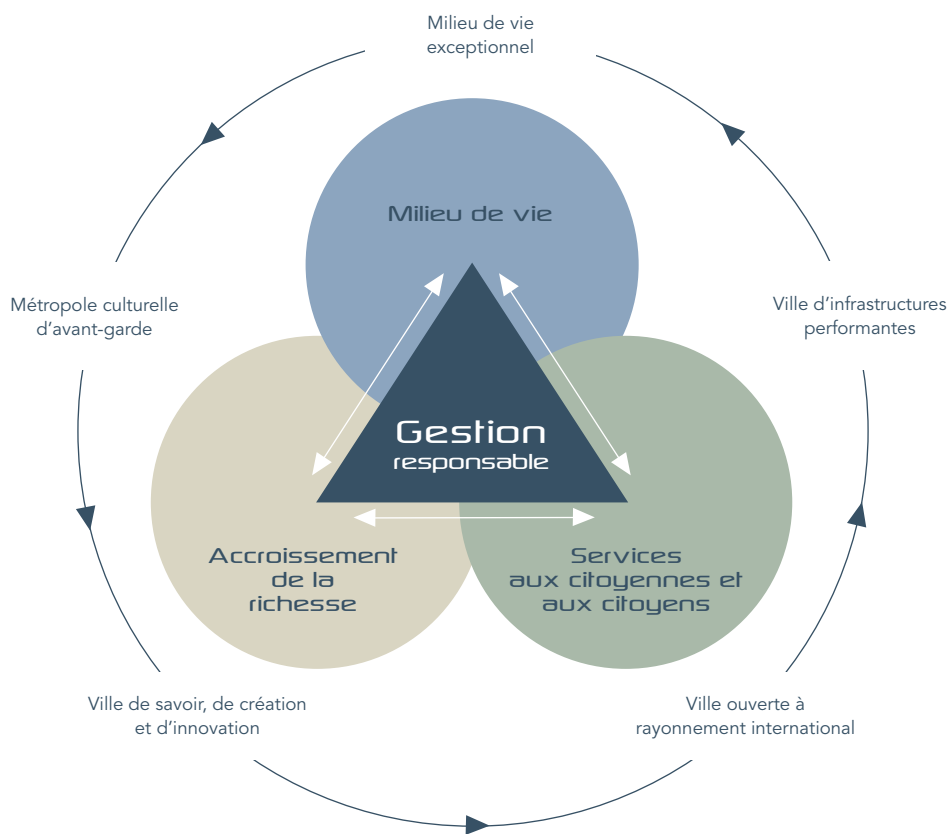 Milieu de vie
exceptionnel
Milieu de vie
Métropole culturelle
d’avant-garde
Ville d’infrastructures
performantes
Gestion
responsable
Accroissement
de la
richesse
Services
aux citoyennes et
aux citoyens
Ville de savoir, de création
et d’innovation
Ville ouverte à
rayonnement international